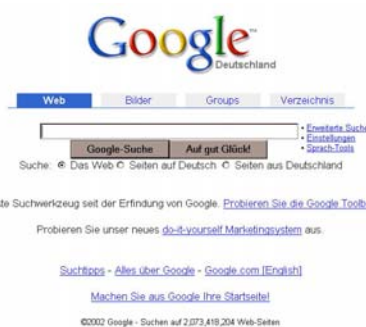 Google™
Deutschland
Web Bilder Groups Verzeichnis
• Erweiterte Suche
• Einstellungen
• Sprach-Tools
Google-Suche Auf gut Glück!
Suche: Das Web Seiten auf Deutsch Seiten aus Deutschland
te Suchwerkzeug seit der Erfindung von Google. Probieren Sie die Google Toolb
Probieren Sie unser neues do-it-yourself Marketingsystem aus.
Suchtipps - Alles über Google - Google.com [English]
Machen Sie aus Google Ihre Startseite!
©2002 Google - Suchen auf 2,073,418,204 Web-Seiten